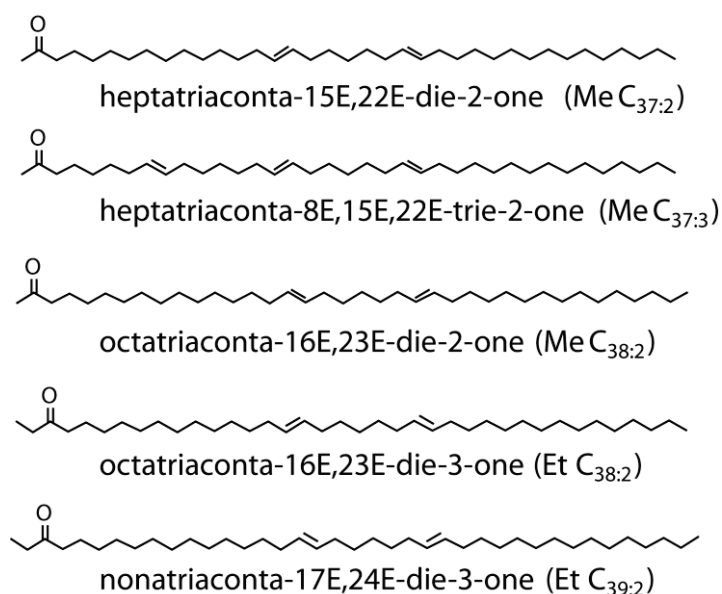 O
heptatriaconta-15E,22E-die-2-one (Me C37:2)
O
heptatriaconta-8E,15E,22E-trie-2-one (Me C37:3)
O
octatriaconta-16E,23E-die-2-one (Me C38:2)
O
octatriaconta-16E,23E-die-3-one (Et C38:2)
O
nonatriaconta-17E,24E-die-3-one (Et C39:2)